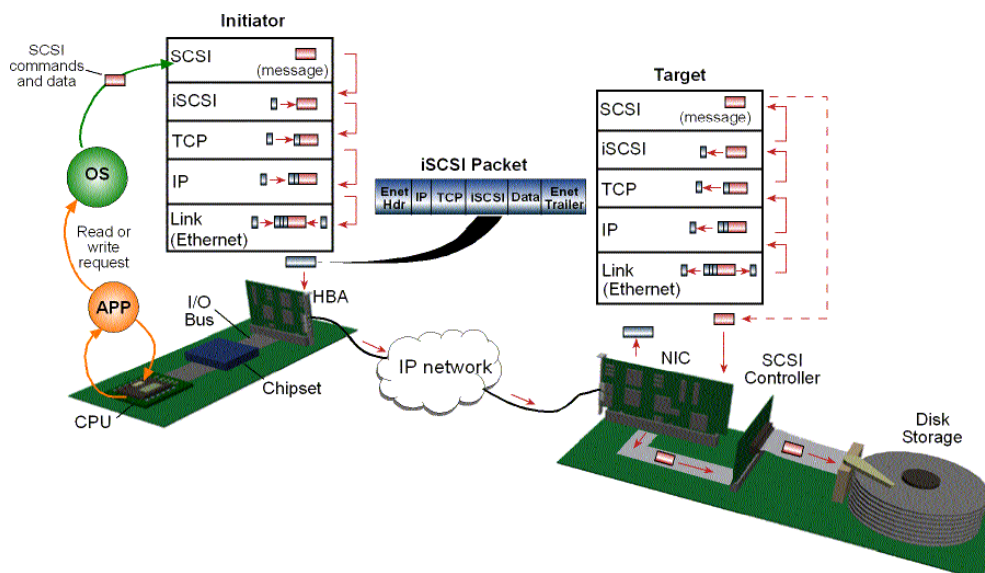 Initiator
SCSI
commands
and data
SCSI
(message)
iSCSI
TCP
IP
Link
(Ethernet)
OS
Read or
write
request
APP
I/O
Bus
HBA
Chipset
CPU
iSCSI Packet
Enet
Hdr
IP
TCP
iSCSI
Data
Enet
Trailer
IP network
Target
SCSI
(message)
iSCSI
TCP
IP
Link
(Ethernet)
NIC
SCSI
Controller
Disk
Storage